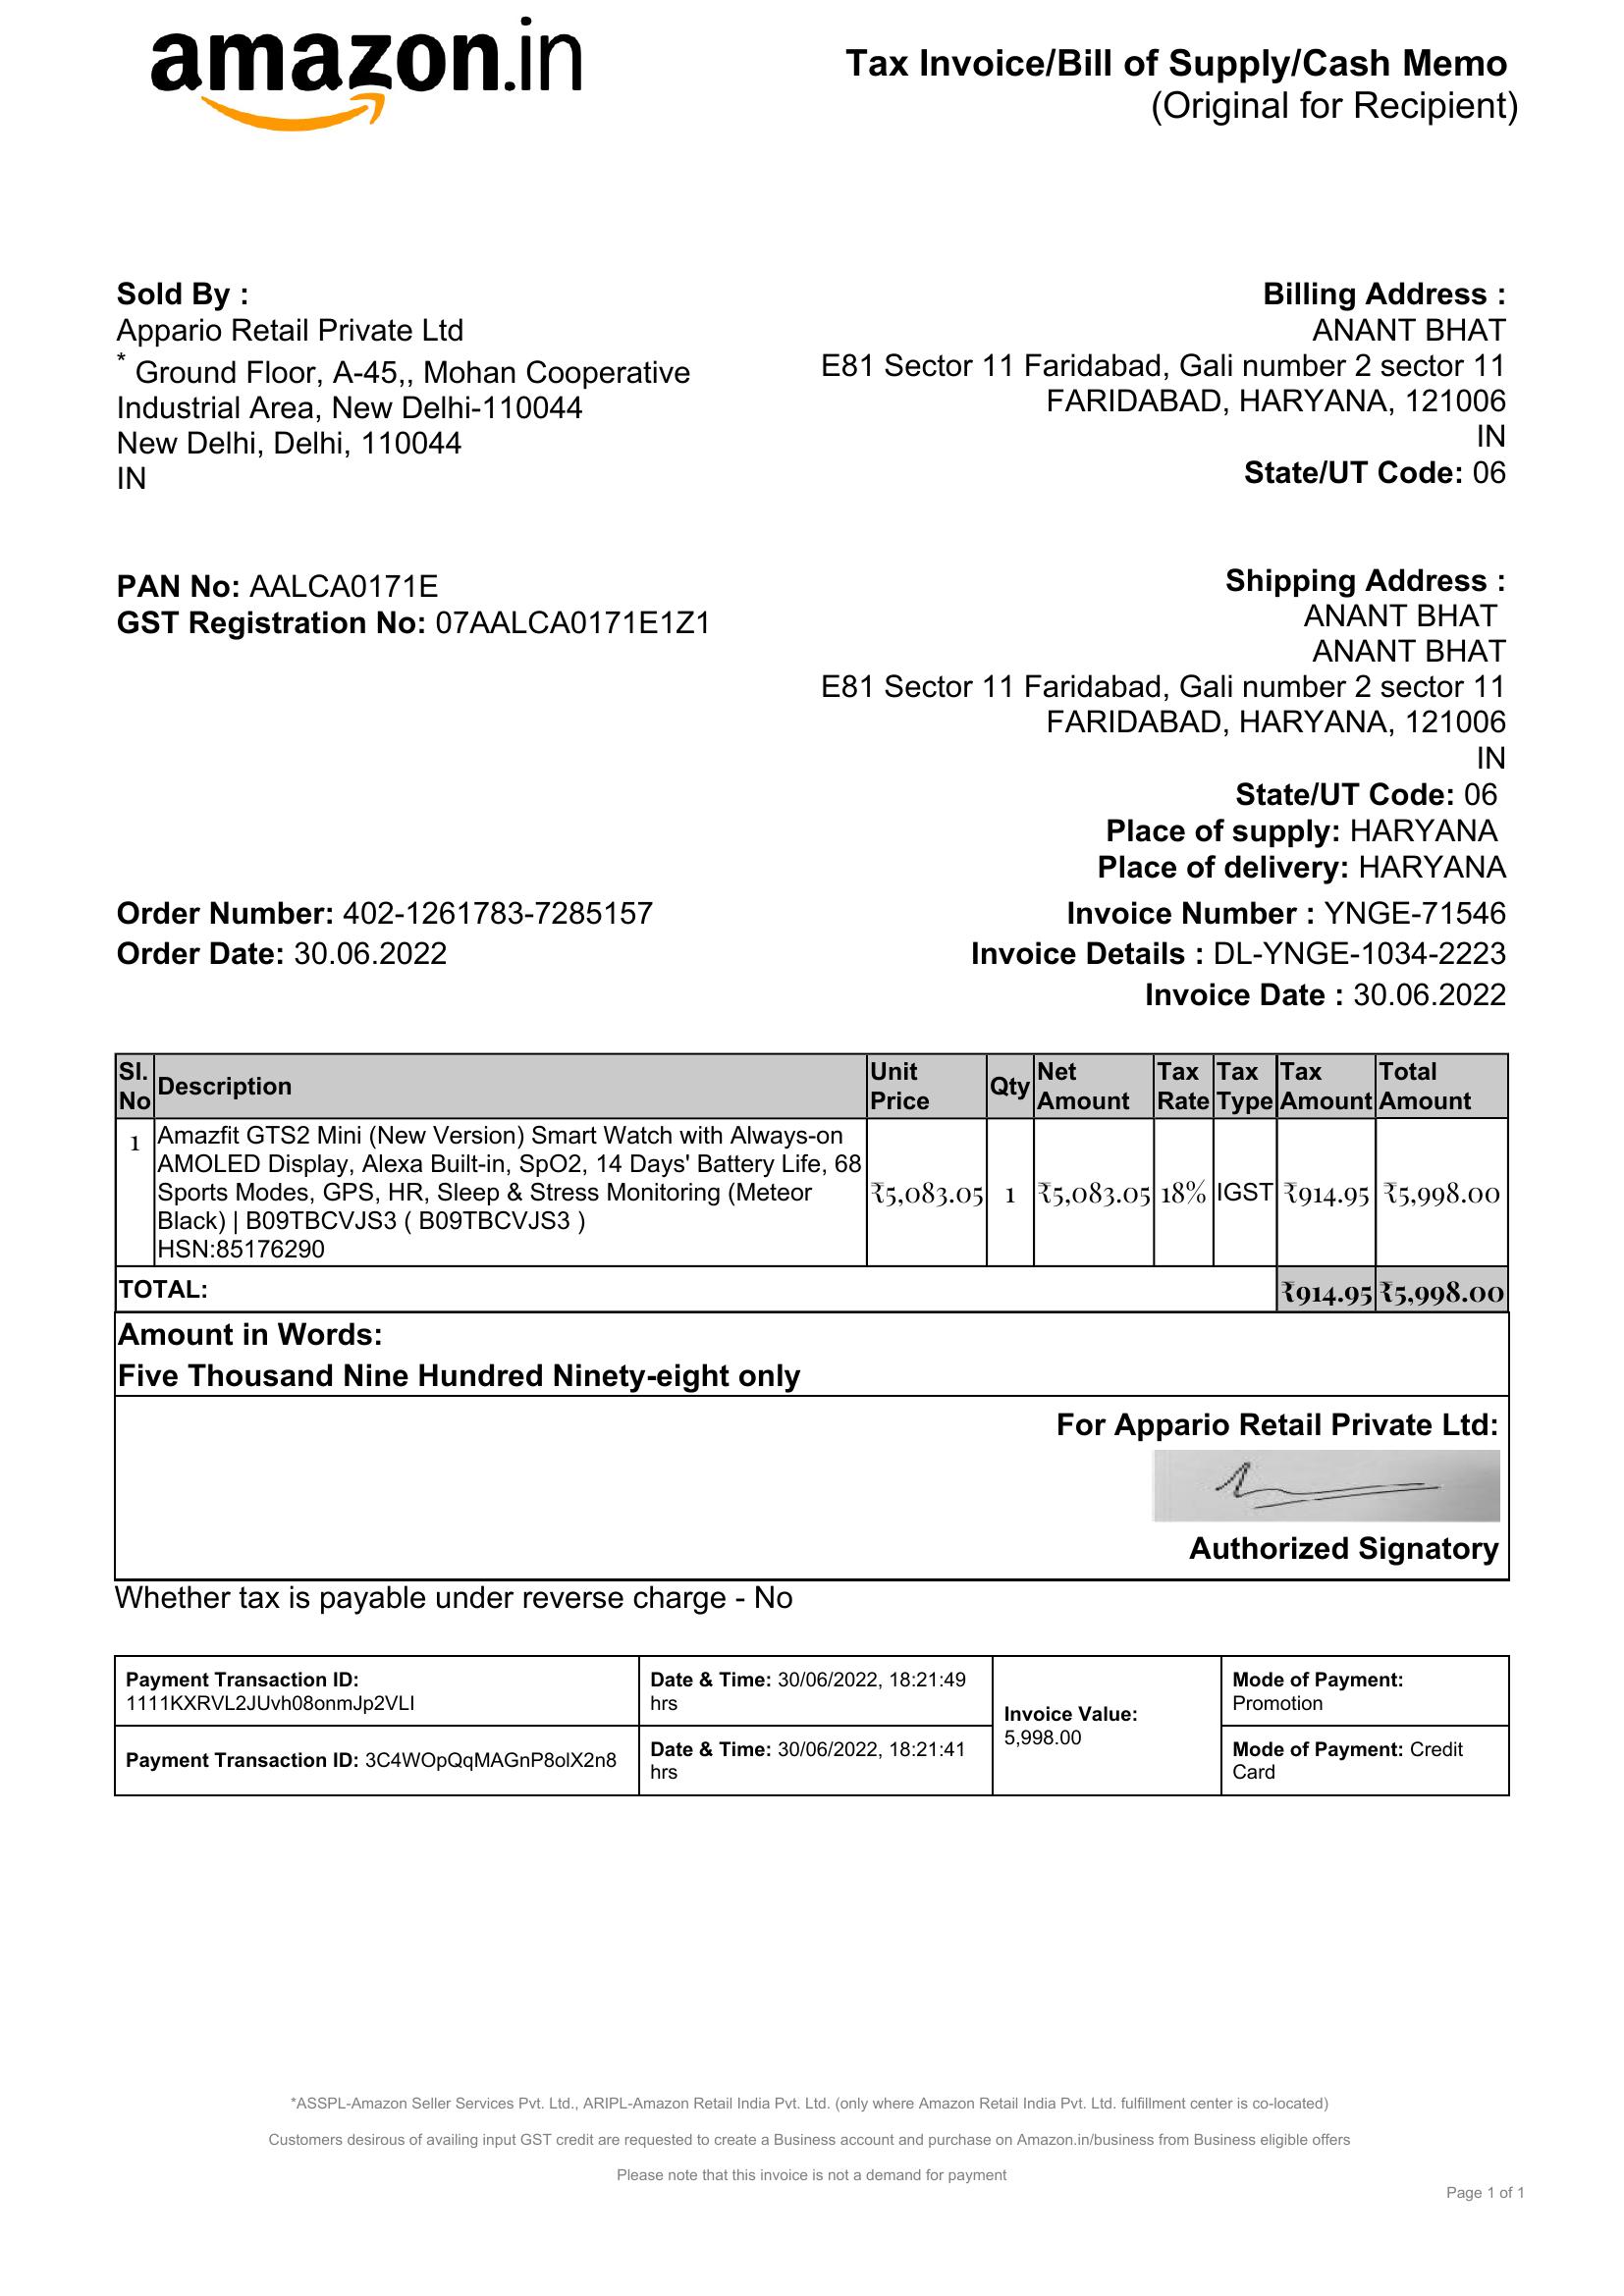 amazon.in
Tax Invoice/Bill of Supply/Cash Memo
(Original for Recipient)
Sold By :
Appario Retail Private Ltd
* Ground Floor, A-45,, Mohan Cooperative
Industrial Area, New Delhi-110044
New Delhi, Delhi, 110044
IN
Billing Address :
ANANT BHAT
E81 Sector 11 Faridabad, Gali number 2 sector 11
FARIDABAD, HARYANA, 121006
IN
State/UT Code: 06
PAN No: AALCA0171E
GST Registration No: 07AALCA0171E1Z1
Shipping Address :
ANANT BHAT
ANANT BHAT
E81 Sector 11 Faridabad, Gali number 2 sector 11
FARIDABAD, HARYANA, 121006
IN
State/UT Code: 06
Place of supply: HARYANA
Place of delivery: HARYANA
Order Number: 402-1261783-7285157
Order Date: 30.06.2022
Invoice Number : YNGE-71546
Invoice Details : DL-YNGE-1034-2223
Invoice Date : 30.06.2022
Sl. No Description Unit Price Qty Net Amount Tax Rate Tax Type Tax Amount Total Amount
1 Amazfit GTS2 Mini (New Version) Smart Watch with Always-on
AMOLED Display, Alexa Built-in, SpO2, 14 Days' Battery Life, 68
Sports Modes, GPS, HR, Sleep & Stress Monitoring (Meteor
Black) | B09TBCVJS3 ( B09TBCVJS3 )
HSN:85176290
₹5,083.05 1 ₹5,083.05 18% IGST ₹914.95 ₹5,998.00
TOTAL: ₹914.95 ₹5,998.00
Amount in Words:
Five Thousand Nine Hundred Ninety-eight only
For Appario Retail Private Ltd:
Authorized Signatory
Whether tax is payable under reverse charge - No
Payment Transaction ID:
1111KXRVL2JUvh08onmJp2VLI
Date & Time: 30/06/2022, 18:21:49
hrs
Invoice Value:
5,998.00
Mode of Payment:
Promotion
Payment Transaction ID: 3C4WOpQqMAGnP8olX2n8
Date & Time: 30/06/2022, 18:21:41
hrs
Mode of Payment: Credit
Card
*ASSPL-Amazon Seller Services Pvt. Ltd., ARIPL-Amazon Retail India Pvt. Ltd. (only where Amazon Retail India Pvt. Ltd. fulfillment center is co-located)
Customers desirous of availing input GST credit are requested to create a Business account and purchase on Amazon.in/business from Business eligible offers
Please note that this invoice is not a demand for payment
Page 1 of 1